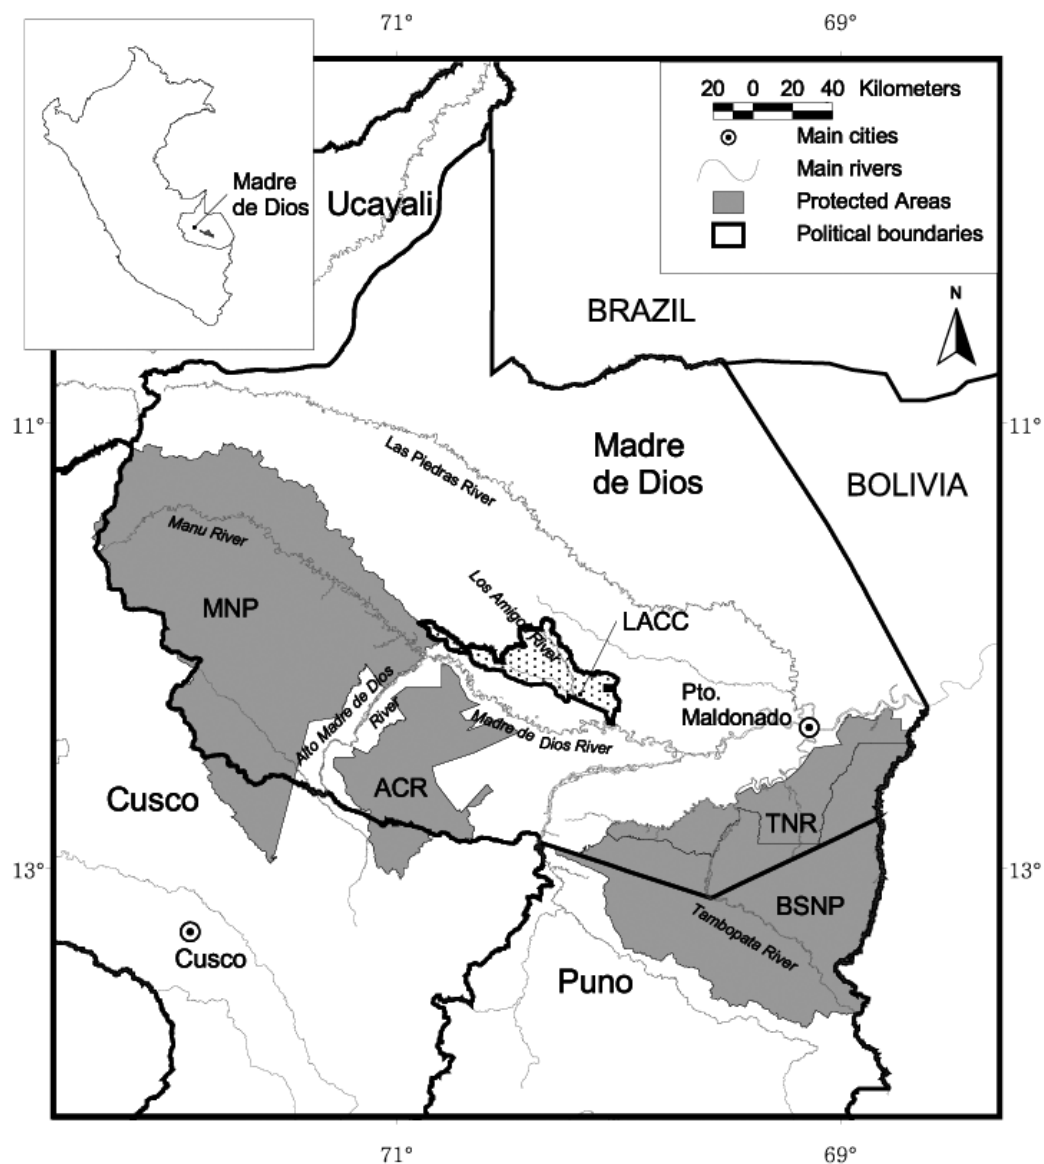 71°
69°
20 0 20 40 Kilometers
Main cities
Main rivers
Protected Areas
Political boundaries
Madre
de Dios
Ucayali
BRAZIL
N
11°
11°
Madre
de Dios
Las Piedras River
BOLIVIA
Manu River
Los Amigos River
MNP
LACC
Pto.
Maldonado
Alto Madre de Dios
River
Madre de Dios River
Cusco
ACR
TNR
13°
13°
BSNP
Tambopata River
Cusco
Puno
71°
69°